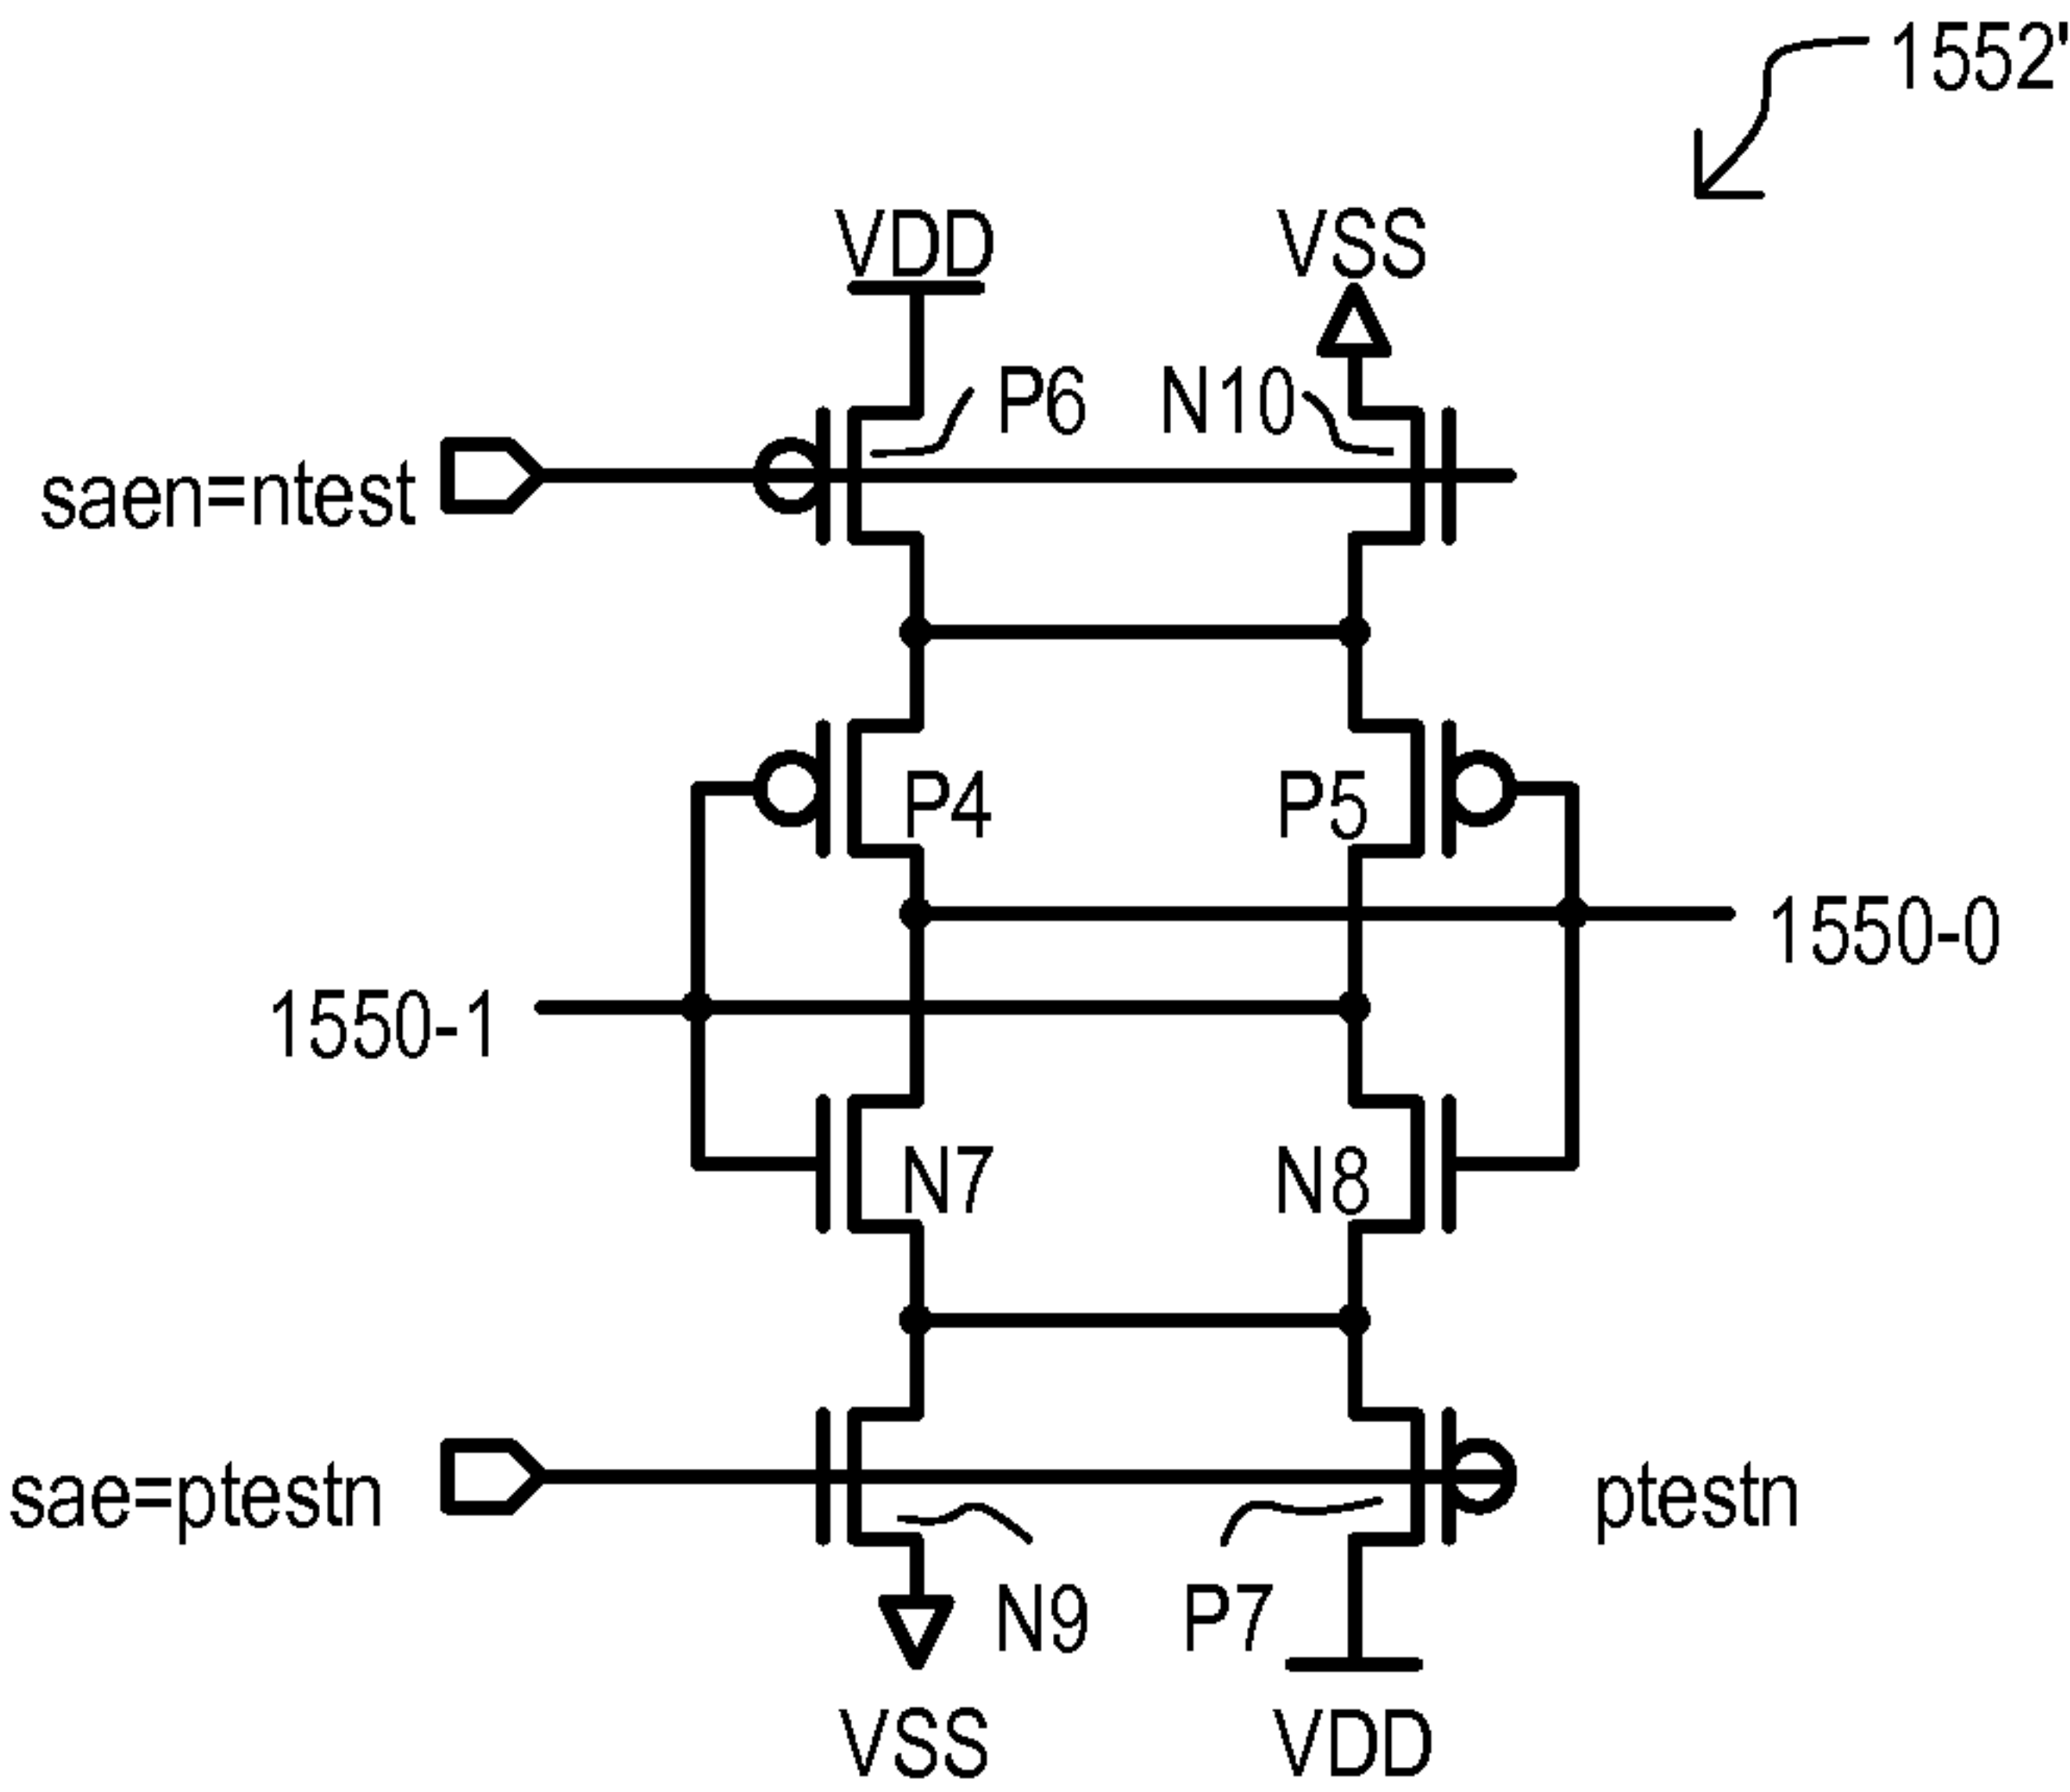 1552'
VDD
VSS
P6
N10
saen=ntest
P4
P5
1550-0
1550-1
N7
N8
sae=ptestn
ptestn
N9
P7
VSS
VDD